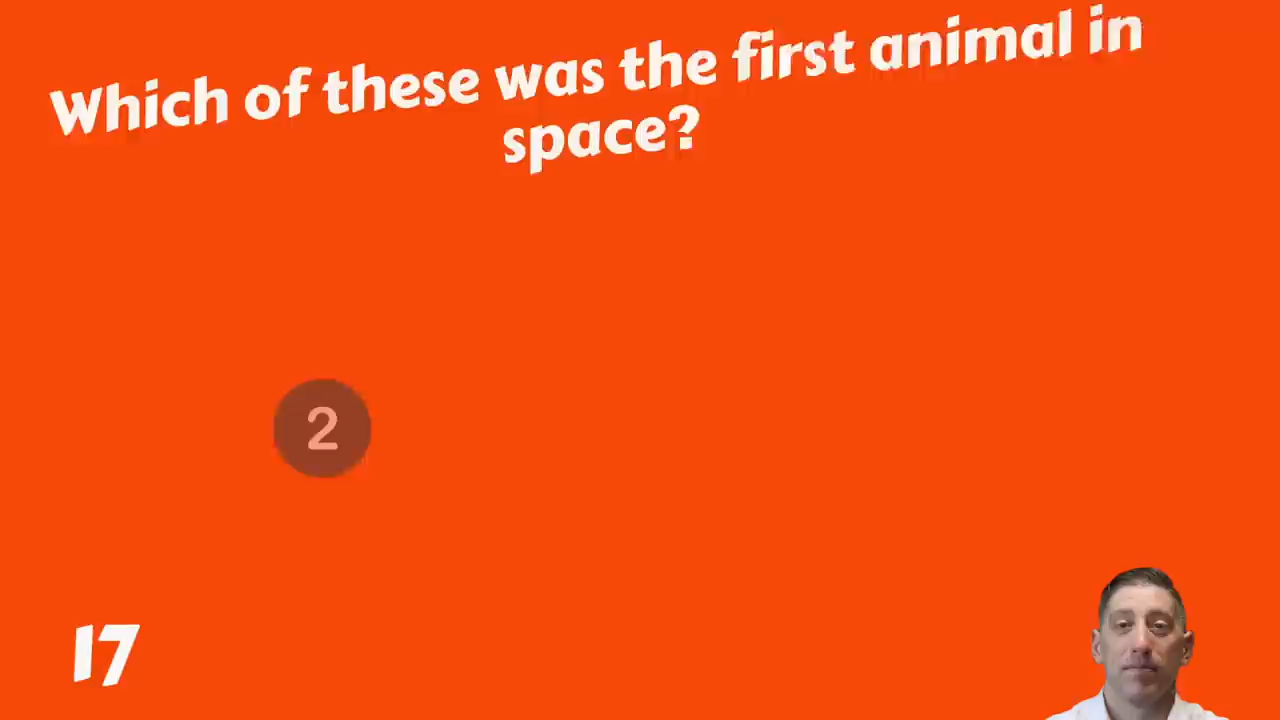 Which of these was the first animal in
space?
2
17